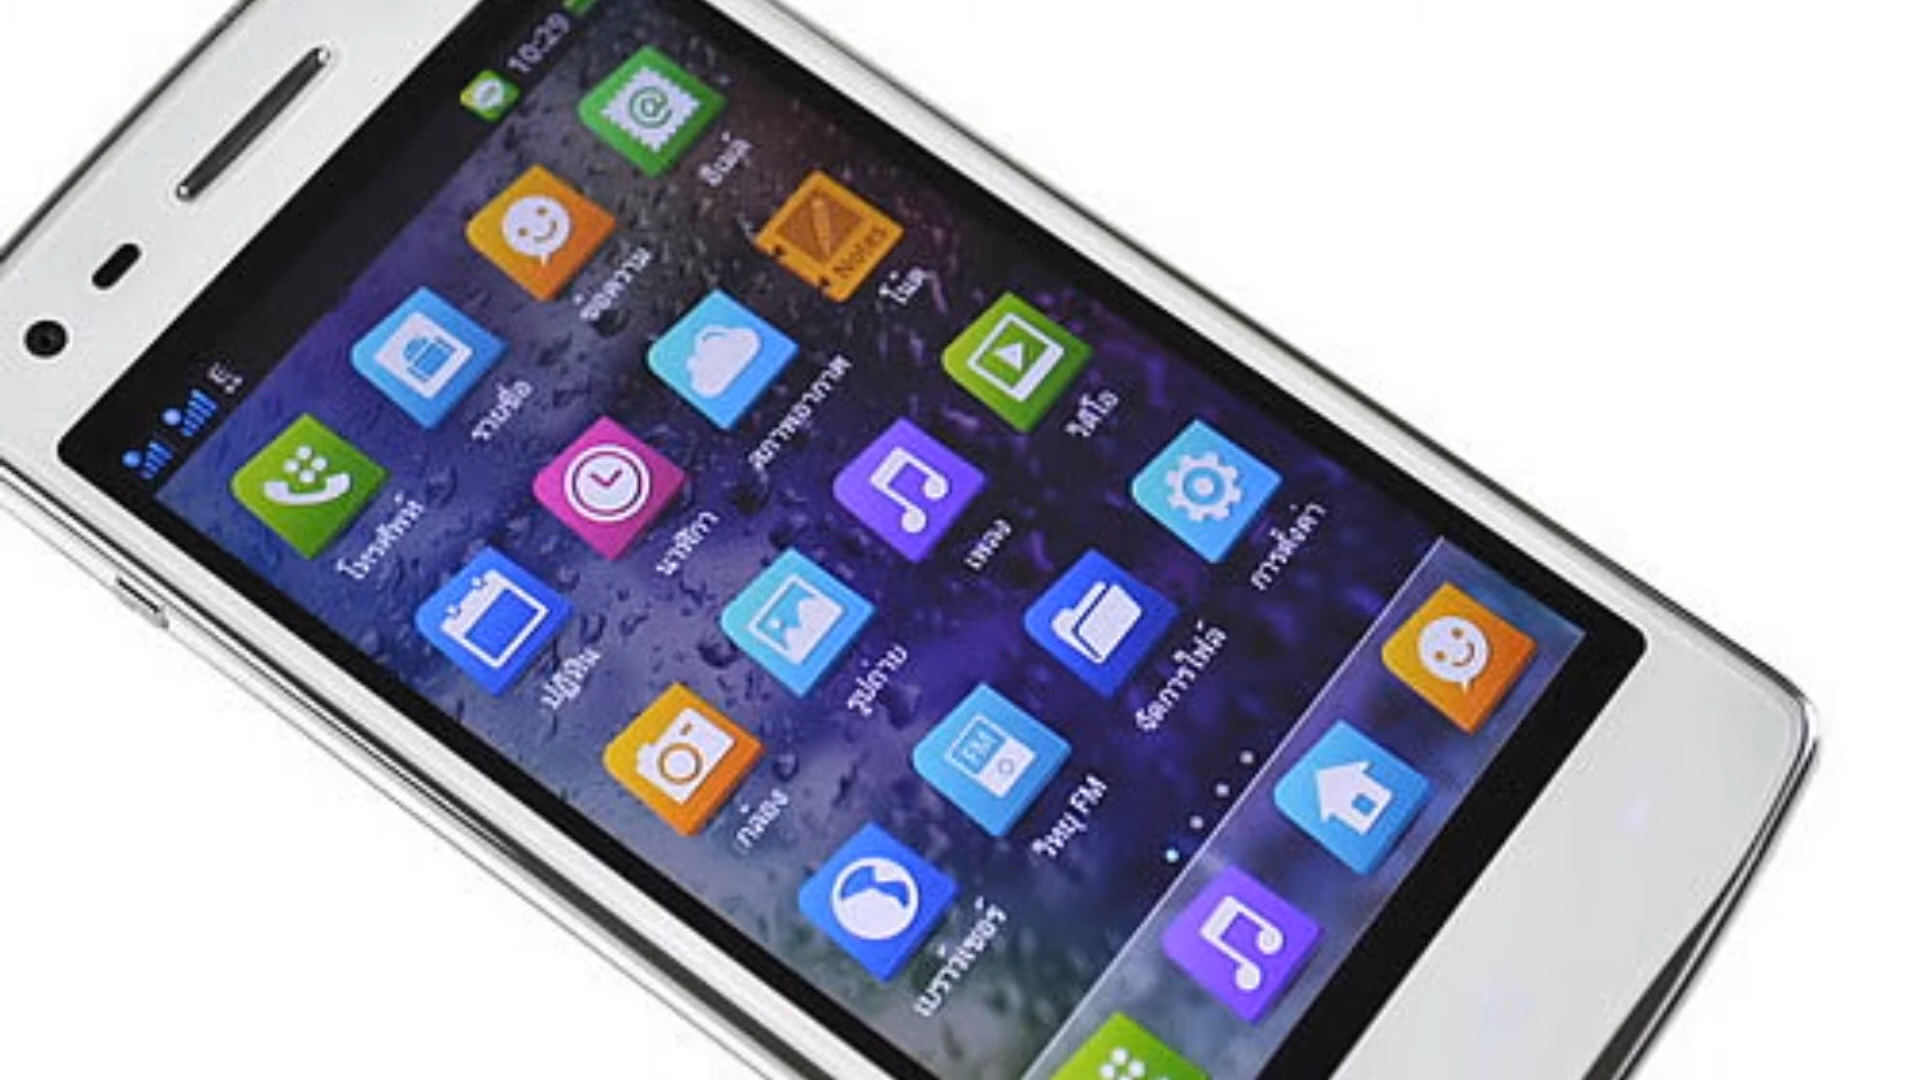 10:29
E
โทรศัพท์
รายชื่อ
ข้อความ
อีเมล์
ปฏิทิน
นาฬิกา
สภาพอากาศ
Notes
โน้ต
กล้อง
รูปถ่าย
เพลง
วิดีโอ
เบราว์เซอร์
FM
วิทยุ FM
จัดการไฟล์
การตั้งค่า